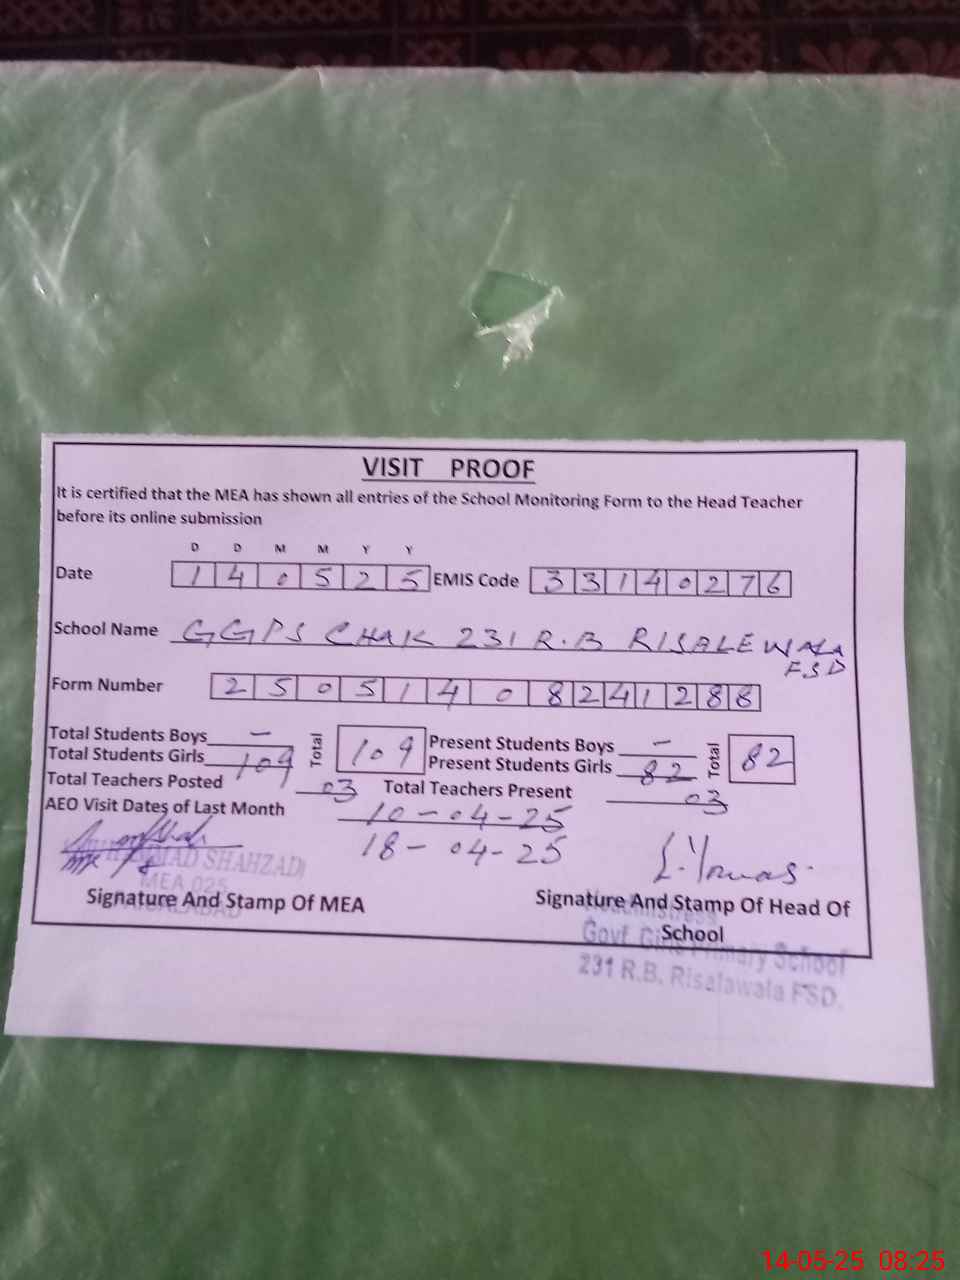 VISIT PROOF
It is certified that the MEA has shown all entries of the School Monitoring Form to the Head Teacher
before its online submission
D D M M Y Y
Date 1 4 0 5 2 5 EMIS Code 3 3 1 4 0 2 7 6
School Name GGPS CHAK 231 R.B RISALEWALA
FSD
Form Number 2 5 0 5 1 4 0 8 2 4 1 2 8 8
Total Students Boys - Total 109 Present Students Boys - Total 82
Total Students Girls 109 Present Students Girls 82
Total Teachers Posted 03 Total Teachers Present 03
AEO Visit Dates of Last Month 10-04-25
18-04-25
SHAHZAD
MEA 025
FAISALABAD
Signature And Stamp Of MEA
Signature And Stamp Of Head Of
School
Headmistress
Govt. Girls Primary School
231 R.B. Risalawala FSD.
14-05-25 08:25